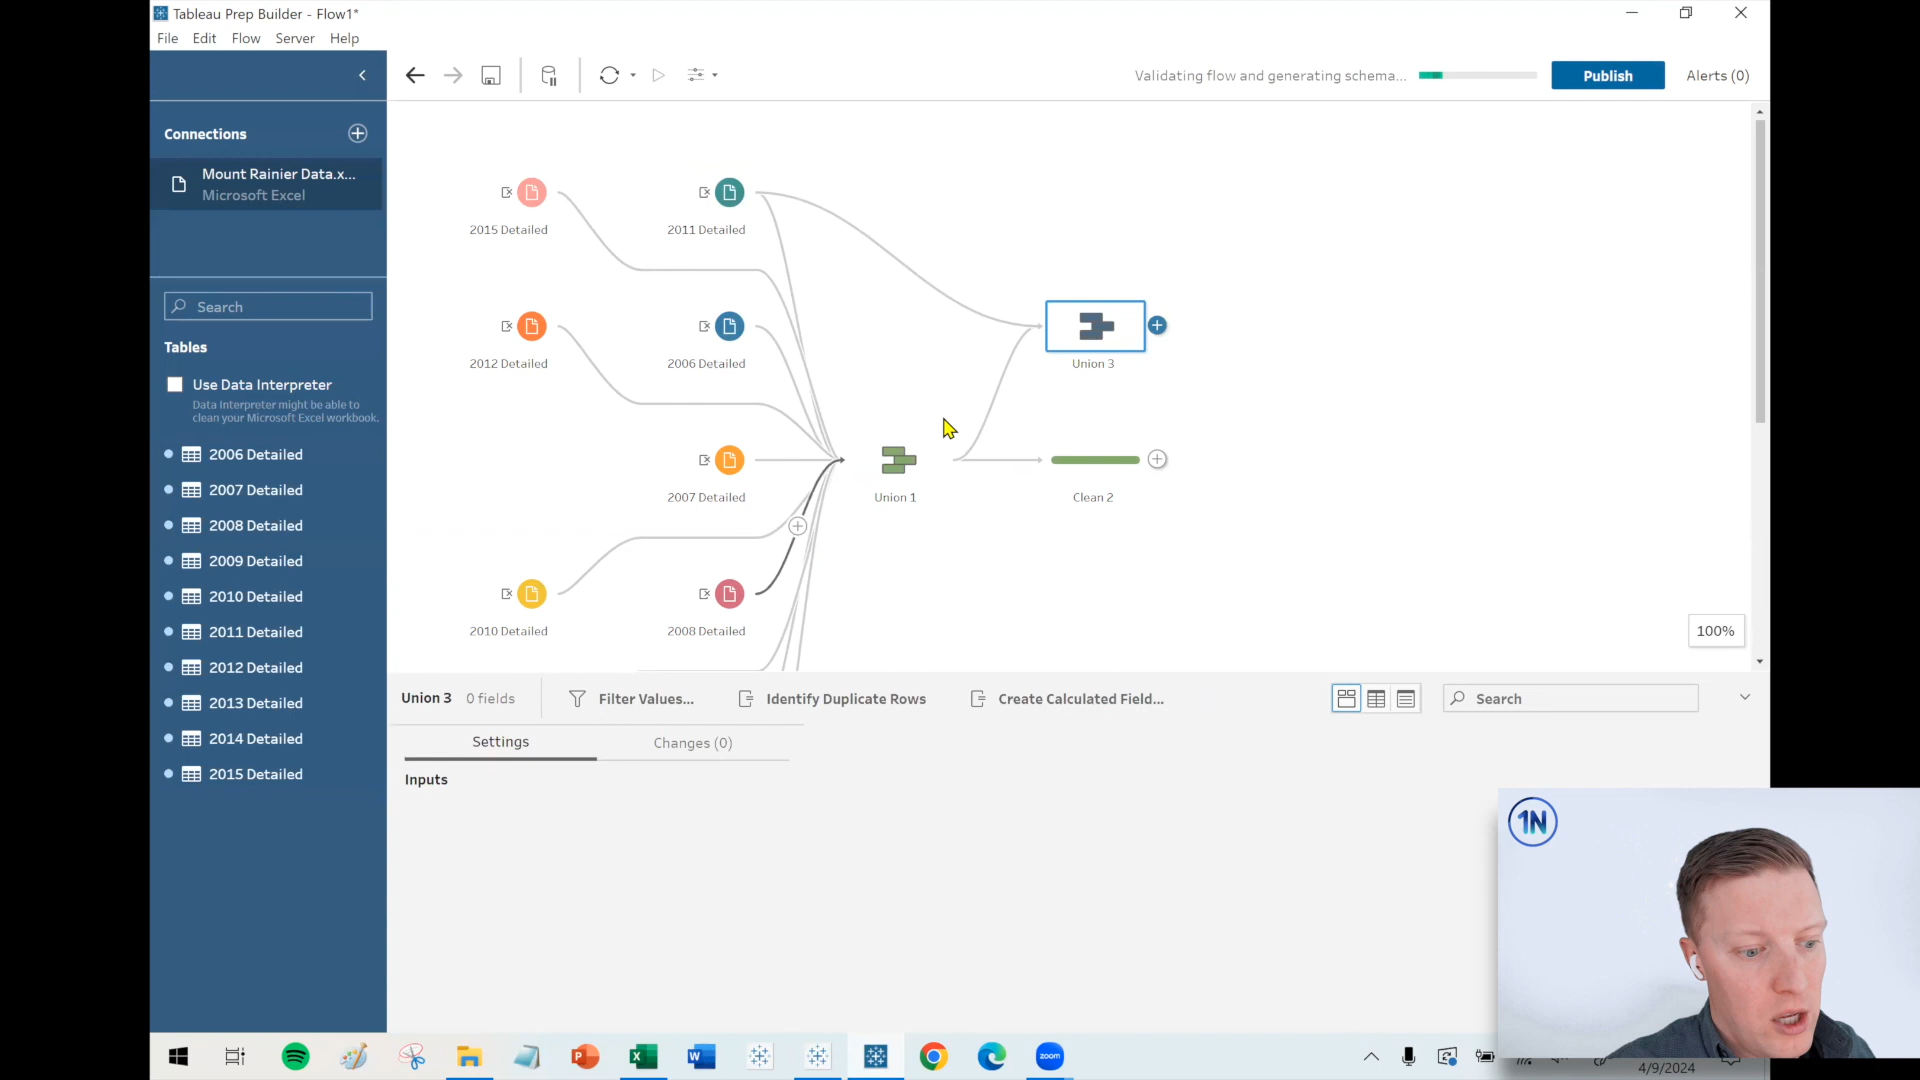 Tableau Prep Builder - Flow1*
File Edit Flow Server Help
Validating flow and generating schema...
Publish
Alerts (0)
Connections
Mount Rainier Data.x...
Microsoft Excel
Search
Tables
Use Data Interpreter
Data Interpreter might be able to
clean your Microsoft Excel workbook.
2006 Detailed
2007 Detailed
2008 Detailed
2009 Detailed
2010 Detailed
2011 Detailed
2012 Detailed
2013 Detailed
2014 Detailed
2015 Detailed
2015 Detailed
2011 Detailed
2012 Detailed
2006 Detailed
Union 3
2007 Detailed
Union 1
Clean 2
2010 Detailed
2008 Detailed
100%
Union 3 0 fields
Filter Values...
Identify Duplicate Rows
Create Calculated Field...
Search
Settings
Changes (0)
Inputs
1N
zoom
4/9/2024